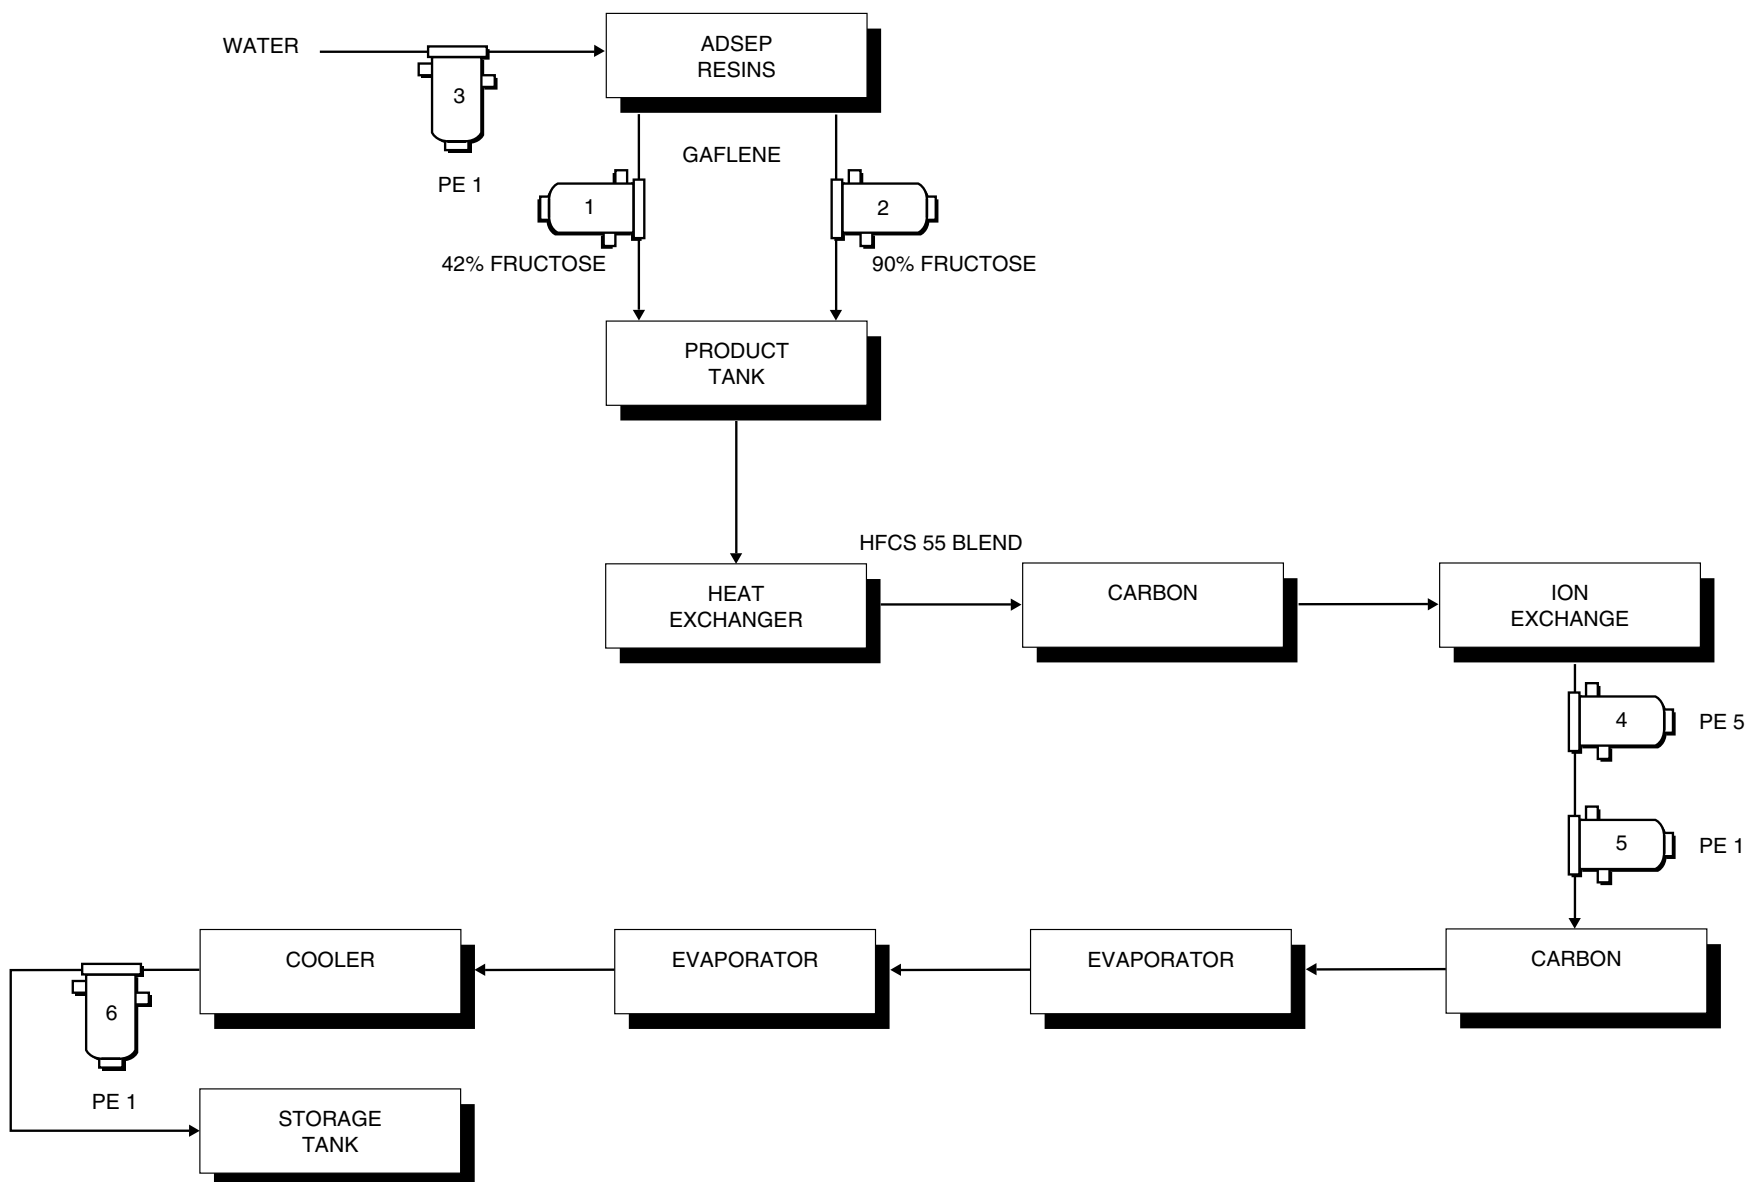 WATER
ADSEP
RESINS
3
PE 1
GAFLENE
1
2
42% FRUCTOSE
90% FRUCTOSE
PRODUCT
TANK
HFCS 55 BLEND
HEAT
EXCHANGER
CARBON
ION
EXCHANGE
4
PE 5
5
PE 1
COOLER
EVAPORATOR
EVAPORATOR
CARBON
6
PE 1
STORAGE
TANK